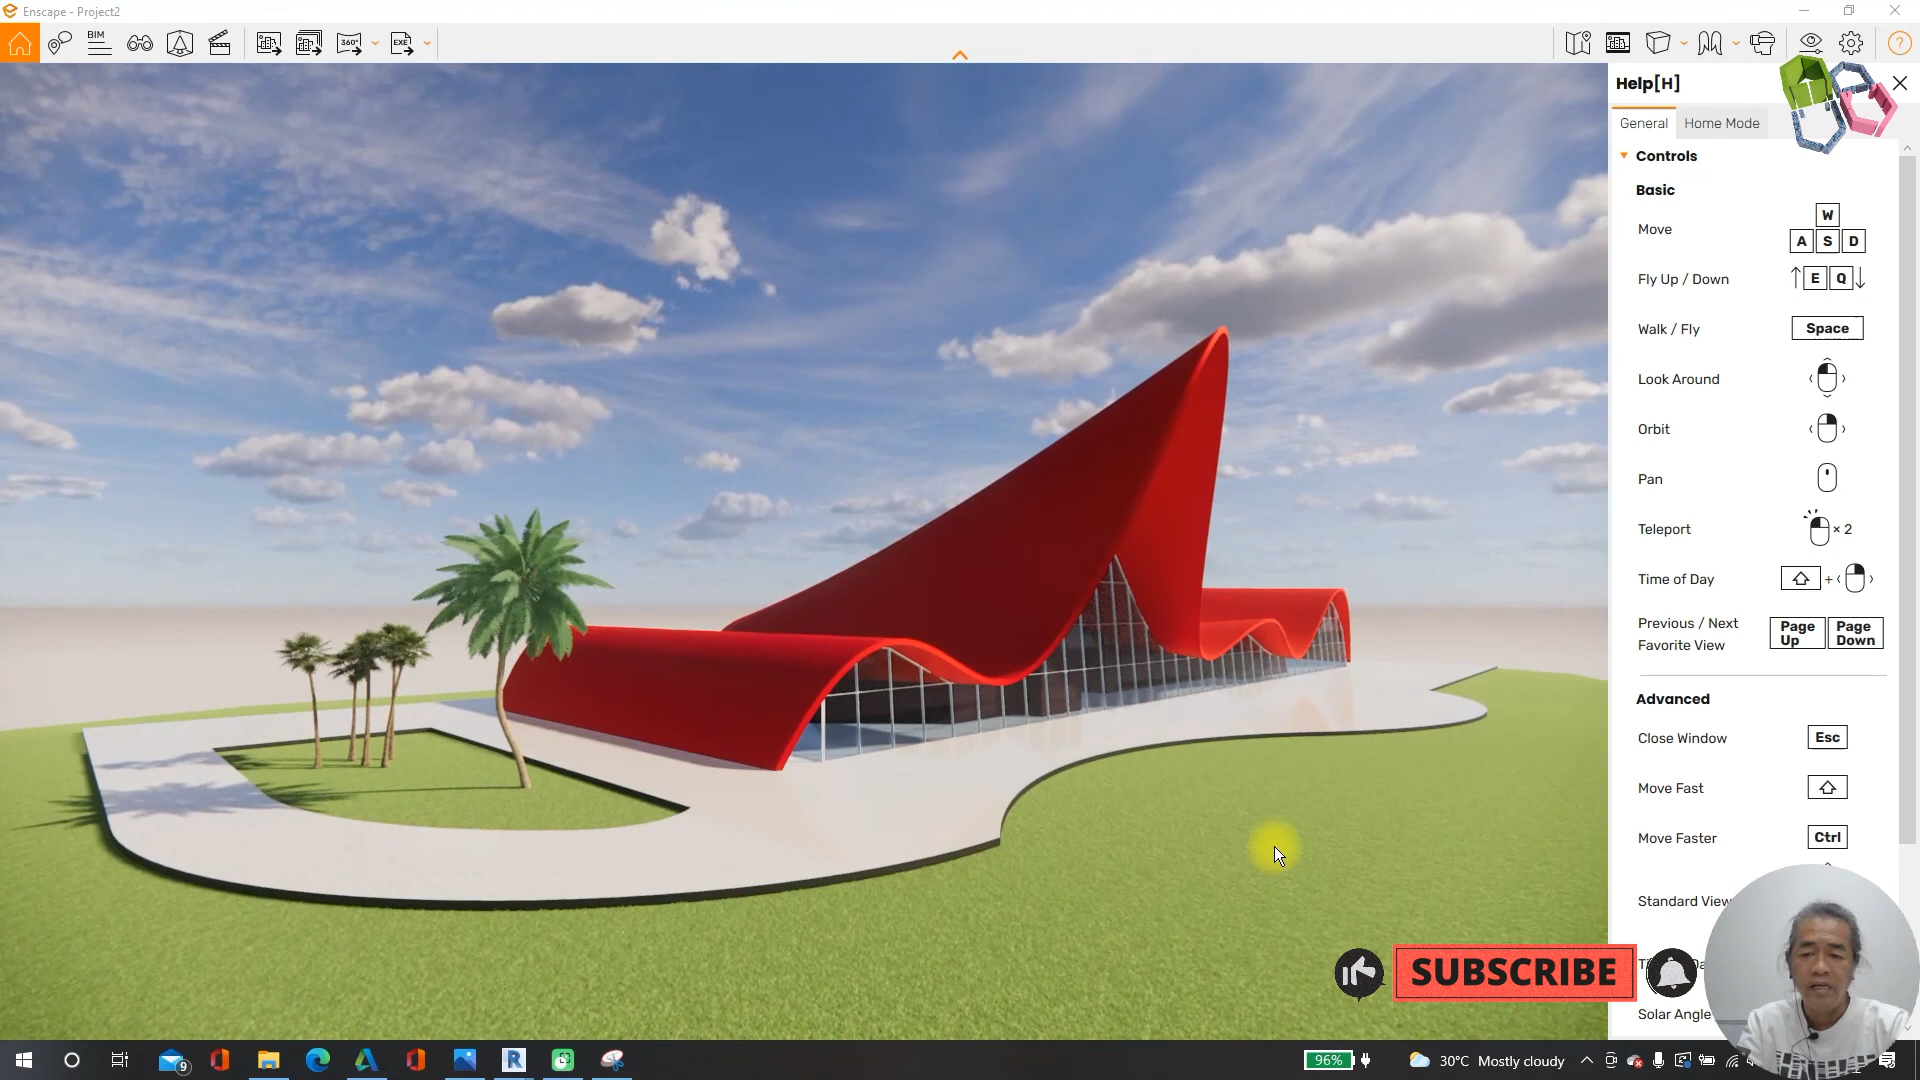 Enscape - Project2
BIM
360°
EXE
?
Help[H]
General Home Mode
Controls
Basic
Move
W
A S D
Fly Up / Down
E Q
Walk / Fly
Space
Look Around
Orbit
Pan
Teleport
× 2
Time of Day
+
Previous / Next
Favorite View
Page Up
Page Down
Advanced
Close Window
Esc
Move Fast
Move Faster
Ctrl
Standard View
Solar Angle
SUBSCRIBE
9
R
96%
30°C Mostly cloudy